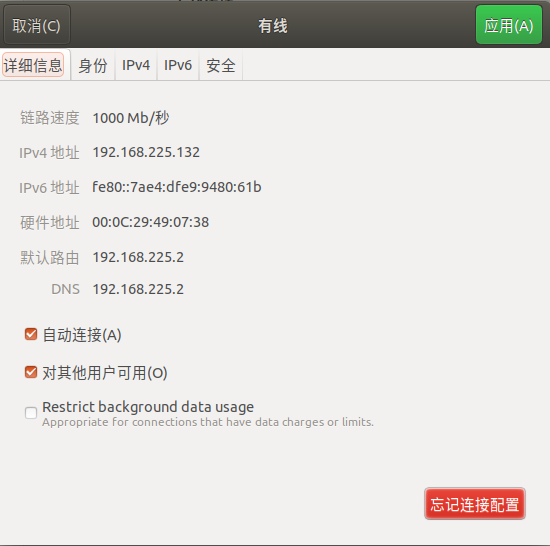 取消(C)
有线
应用(A)
详细信息 身份 IPv4 IPv6 安全
链路速度 1000 Mb/秒
IPv4 地址 192.168.225.132
IPv6 地址 fe80::7ae4:dfe9:9480:61b
硬件地址 00:0C:29:49:07:38
默认路由 192.168.225.2
DNS 192.168.225.2
自动连接(A)
对其他用户可用(O)
Restrict background data usage
Appropriate for connections that have data charges or limits.
忘记连接配置